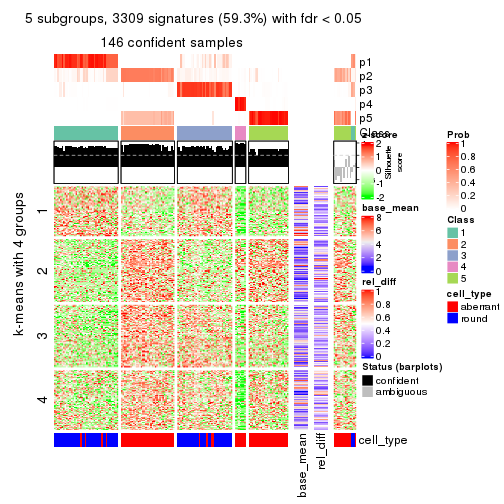 5 subgroups, 3309 signatures (59.3%) with fdr < 0.05
146 confident samples
p1
p2
p3
p4
p5
Class
z-score
2
1
0
-1
-2
Silhouette
score
Prob
1
0.8
0.6
0.4
0.2
0
base_mean
8
6
4
2
0
Class
1
2
3
4
5
rel_diff
1
0.8
0.6
0.4
0.2
0
cell_type
aberrant
round
Status (barplots)
confident
ambiguous
k-means with 4 groups
1
2
3
4
cell_type
base_mean
rel_diff